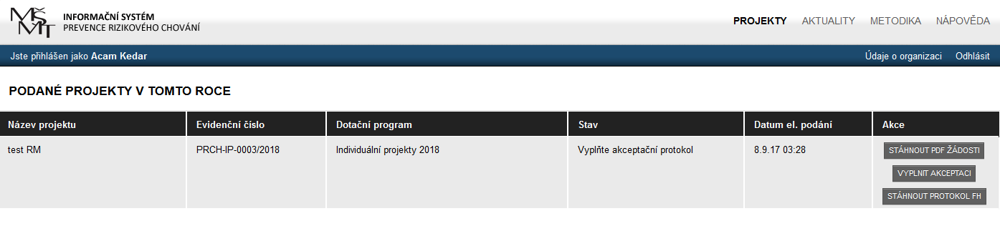 MŠMT
INFORMAČNÍ SYSTÉM
PREVENCE RIZIKOVÉHO CHOVÁNÍ
PROJEKTY AKTUALITY METODIKA NÁPOVĚDA
Jste přihlášen jako Acam Kedar Údaje o organizaci Odhlásit
PODANÉ PROJEKTY V TOMTO ROCE
Název projektu Evidenční číslo Dotační program Stav Datum el. podání Akce
test RM PRCH-IP-0003/2018 Individuální projekty 2018 Vyplňte akceptační protokol 8.9.17 03:28 STÁHNOUT PDF ŽÁDOSTI
VYPLNIT AKCEPTACI
STÁHNOUT PROTOKOL FH